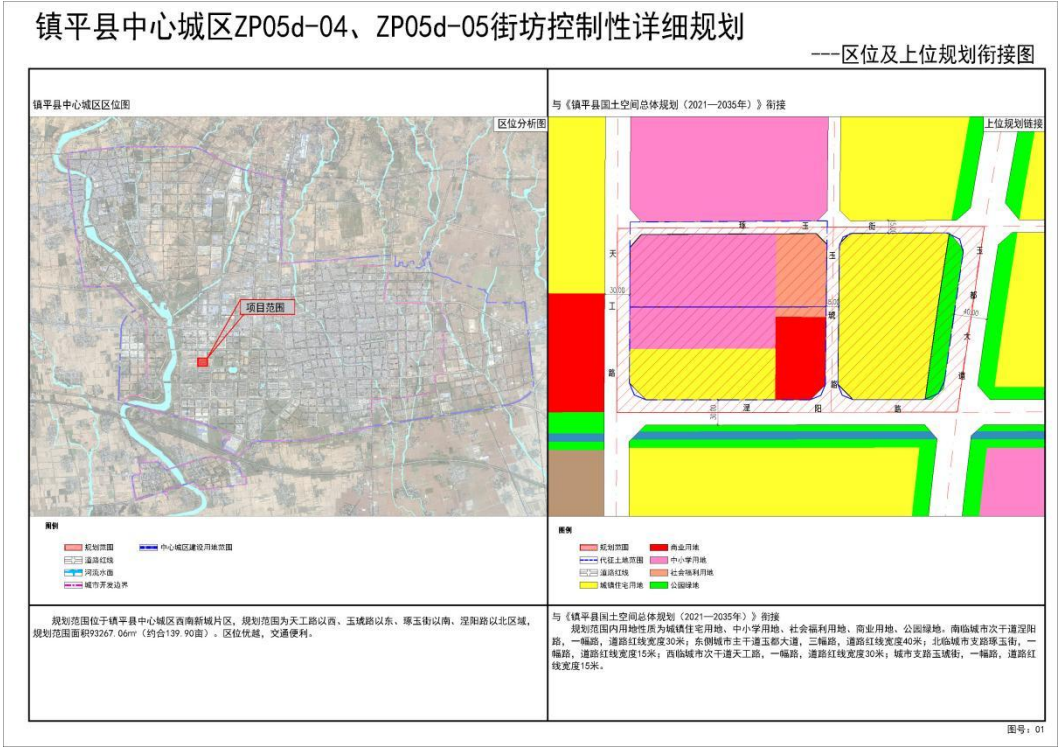 镇平县中心城区ZP05d-04、ZP05d-05街坊控制性详细规划
---区位及上位规划衔接图
镇平县中心城区区位图
区位分析图
项目范围
图例
规划范围
中心城区建设用地范围
道路红线
河流水面
城市开发边界
规划范围位于镇平县中心城区西南新城片区，规划范围为天工路以西、玉琥路以东、琢玉街以南、涅阳路以北区域，
规划范围面积93267.06㎡（约合139.90亩）。区位优越，交通便利。
与《镇平县国土空间总体规划（2021—2035年）》衔接
上位规划链接
琢玉街
15.00
天工路
30.00
玉琥路
15.00
玉都大道
40.00
涅阳路
30.00
图例
规划范围
商业用地
代征土地范围
中小学用地
道路红线
社会福利用地
城镇住宅用地
公园绿地
与《镇平县国土空间总体规划（2021—2035年）》衔接
规划范围内用地性质为城镇住宅用地、中小学用地、社会福利用地、商业用地、公园绿地。南临城市次干道涅阳
路，一幅路，道路红线宽度30米；东侧城市主干道玉都大道，三幅路，道路红线宽度40米；北临城市支路琢玉街，一
幅路，道路红线宽度15米；西临城市次干道天工路，一幅路，道路红线宽度30米；城市支路玉琥街，一幅路，道路红
线宽度15米。
图号：01